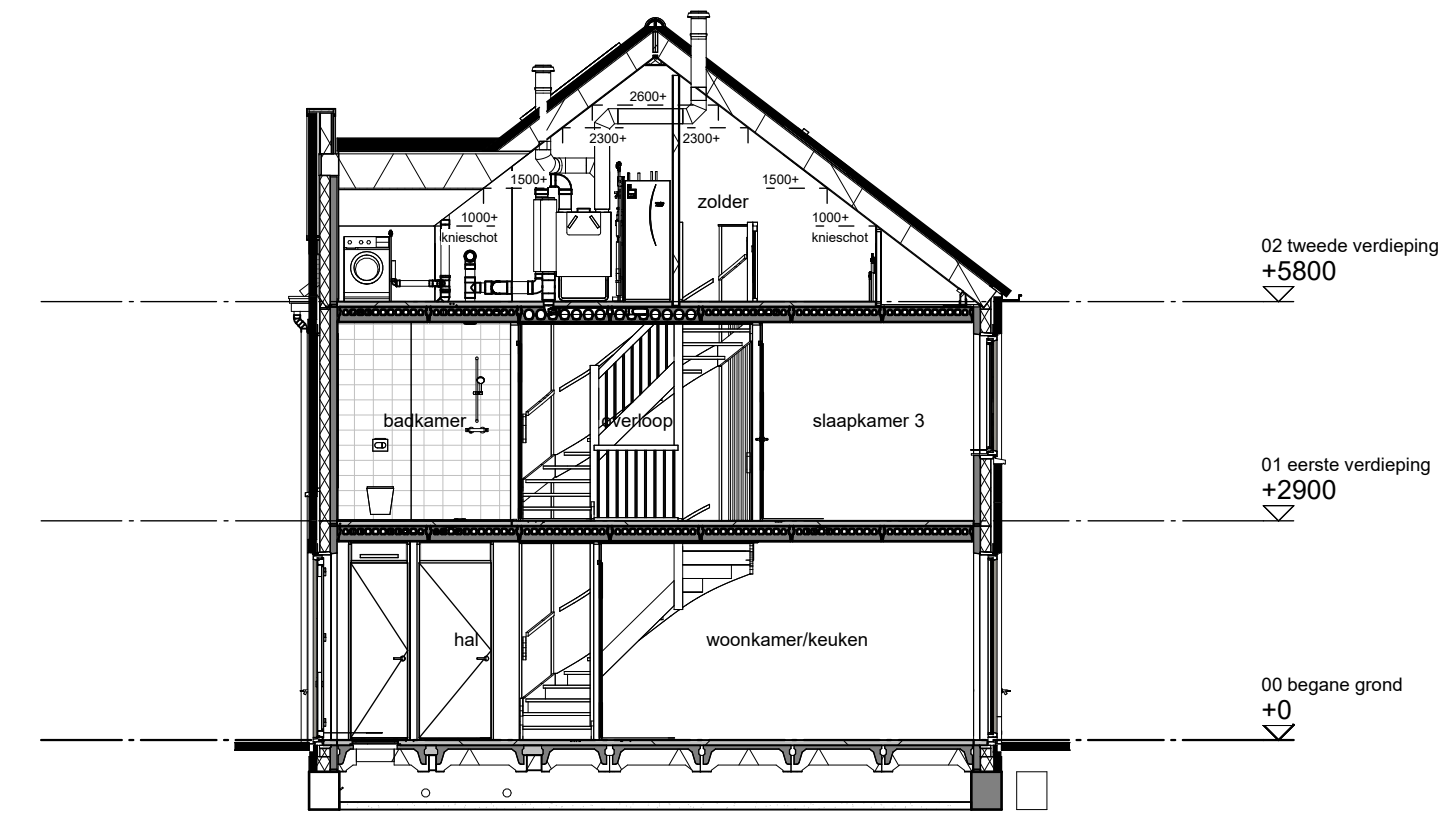 2600+
2300+ 2300+
1500+ 1500+
zolder
1000+ 1000+
knieschot knieschot
02 tweede verdieping
+5800
badkamer overloop slaapkamer 3
01 eerste verdieping
+2900
hal woonkamer/keuken
00 begane grond
+0